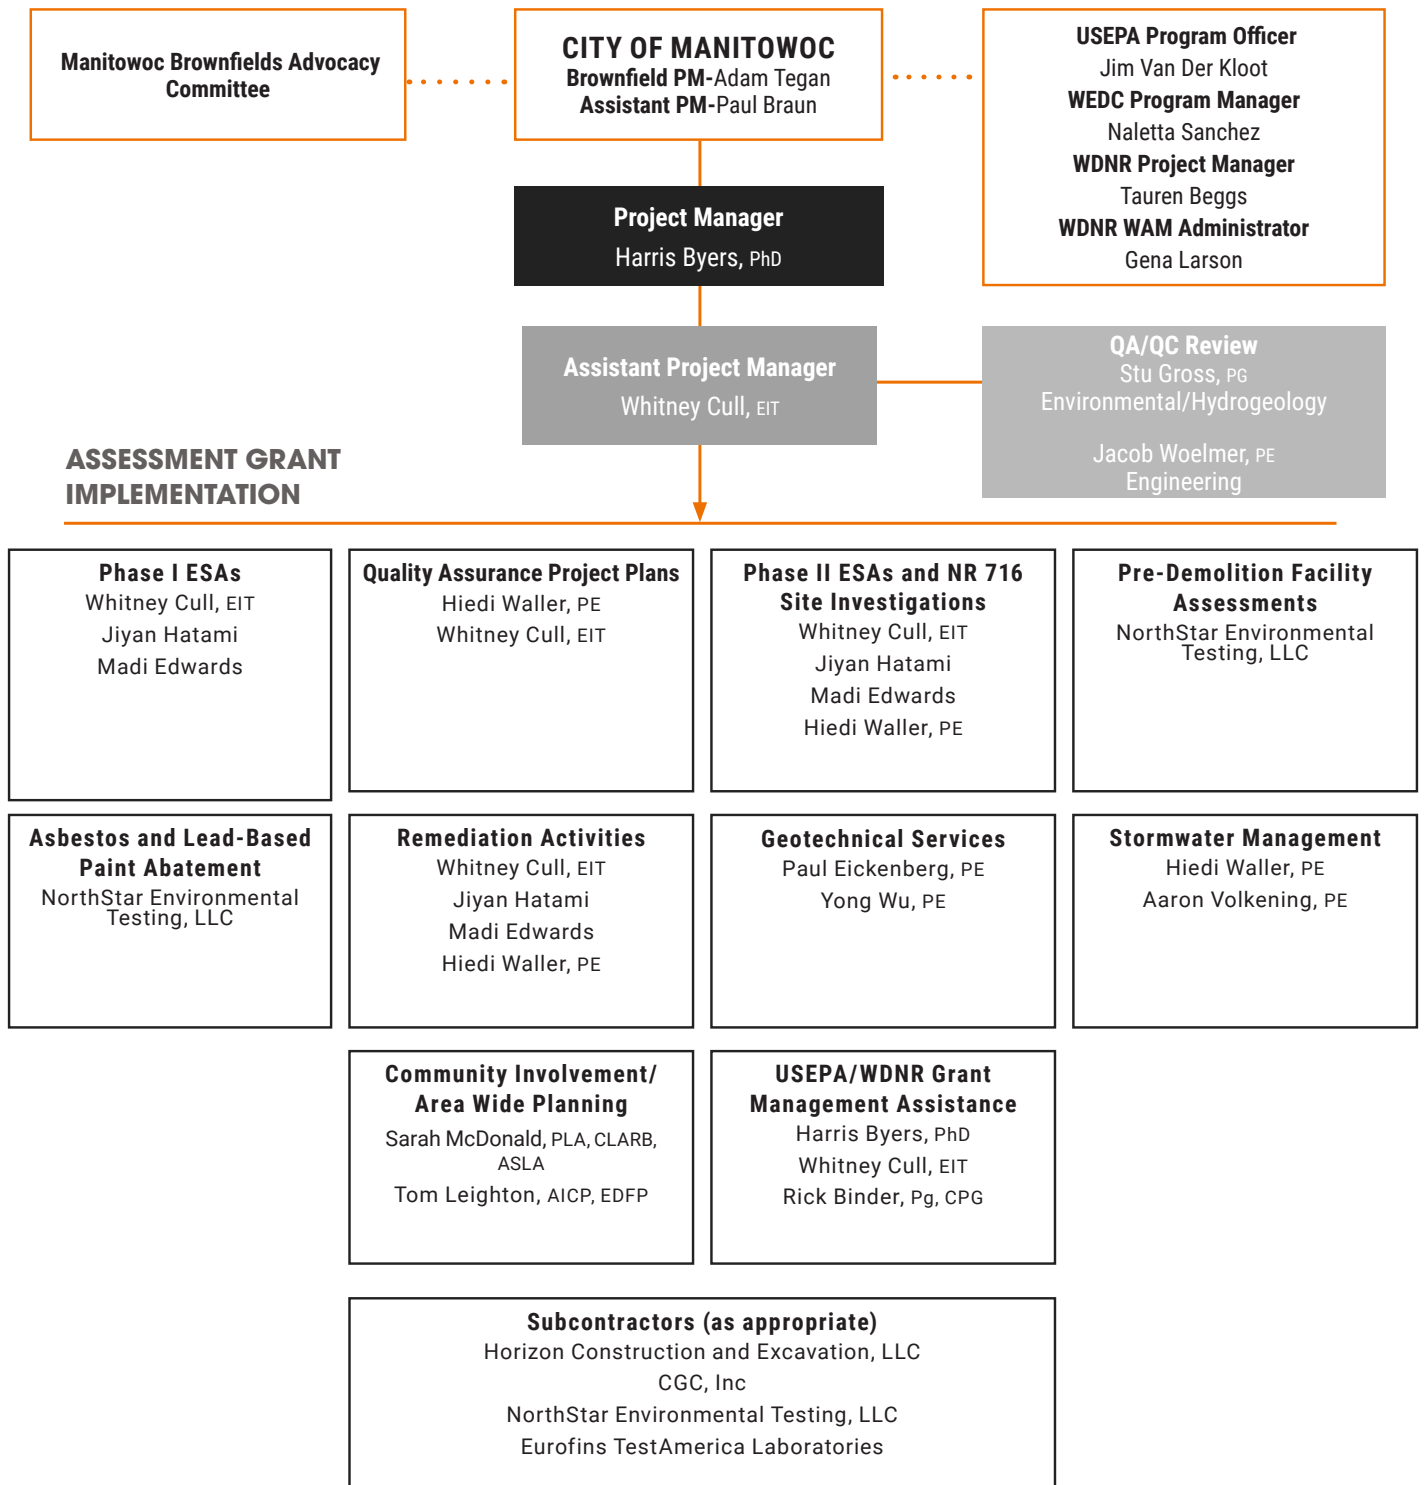 Manitowoc Brownfields Advocacy
Committee
CITY OF MANITOWOC
Brownfield PM-Adam Tegan
Assistant PM-Paul Braun
USEPA Program Officer
Jim Van Der Kloot
WEDC Program Manager
Naletta Sanchez
WDNR Project Manager
Tauren Beggs
WDNR WAM Administrator
Gena Larson
Project Manager
Harris Byers, PhD
Assistant Project Manager
Whitney Cull, EIT
QA/QC Review
Stu Gross, PG
Environmental/Hydrogeology
Jacob Woelmer, PE
Engineering
ASSESSMENT GRANT
IMPLEMENTATION
Phase I ESAs
Whitney Cull, EIT
Jiyan Hatami
Madi Edwards
Quality Assurance Project Plans
Hiedi Waller, PE
Whitney Cull, EIT
Phase II ESAs and NR 716
Site Investigations
Whitney Cull, EIT
Jiyan Hatami
Madi Edwards
Hiedi Waller, PE
Pre-Demolition Facility
Assessments
NorthStar Environmental
Testing, LLC
Asbestos and Lead-Based
Paint Abatement
NorthStar Environmental
Testing, LLC
Remediation Activities
Whitney Cull, EIT
Jiyan Hatami
Madi Edwards
Hiedi Waller, PE
Geotechnical Services
Paul Eickenberg, PE
Yong Wu, PE
Stormwater Management
Hiedi Waller, PE
Aaron Volkening, PE
Community Involvement/
Area Wide Planning
Sarah McDonald, PLA, CLARB,
ASLA
Tom Leighton, AICP, EDFP
USEPA/WDNR Grant
Management Assistance
Harris Byers, PhD
Whitney Cull, EIT
Rick Binder, Pg, CPG
Subcontractors (as appropriate)
Horizon Construction and Excavation, LLC
CGC, Inc
NorthStar Environmental Testing, LLC
Eurofins TestAmerica Laboratories